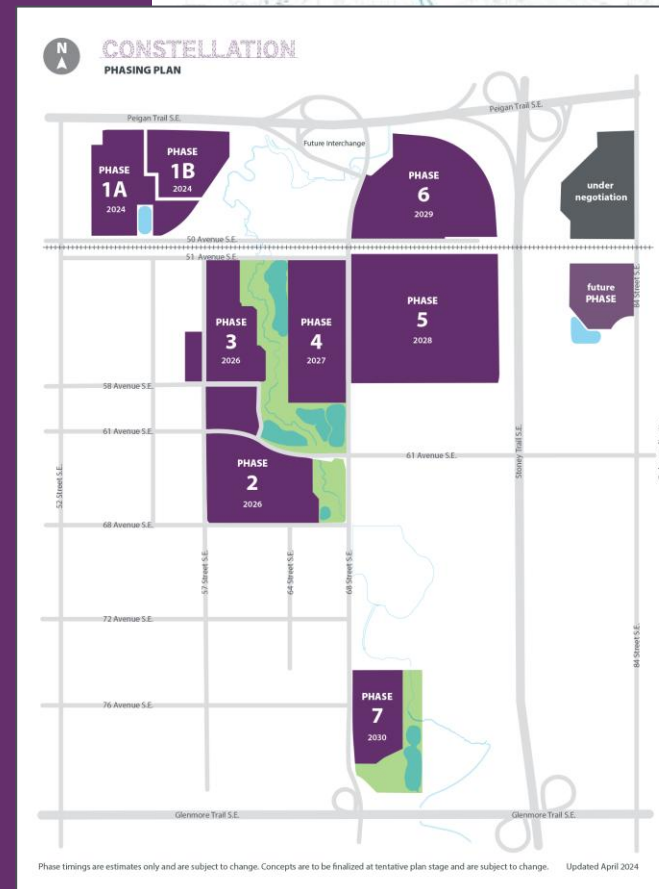 N
CONSTELLATION
PHASING PLAN
Peigan Trail S.E.
Peigan Trail S.E.
Future interchange
PHASE
1A
2024
PHASE
1B
2024
PHASE
6
2029
under
negotiation
50 Avenue S.E.
51 Avenue S.E.
PHASE
3
2026
PHASE
4
2027
PHASE
5
2028
future
PHASE
84 Street S.E.
58 Avenue S.E.
61 Avenue S.E.
61 Avenue S.E.
52 Street S.E.
Stoney Trail S.E.
PHASE
2
2026
68 Avenue S.E.
57 Street S.E.
64 Street S.E.
68 Street S.E.
72 Avenue S.E.
84 Street S.E.
76 Avenue S.E.
PHASE
7
2030
Glenmore Trail S.E.
Glenmore Trail S.E.
Phase timings are estimates only and are subject to change. Concepts are to be finalized at tentative plan stage and are subject to change. Updated April 2024